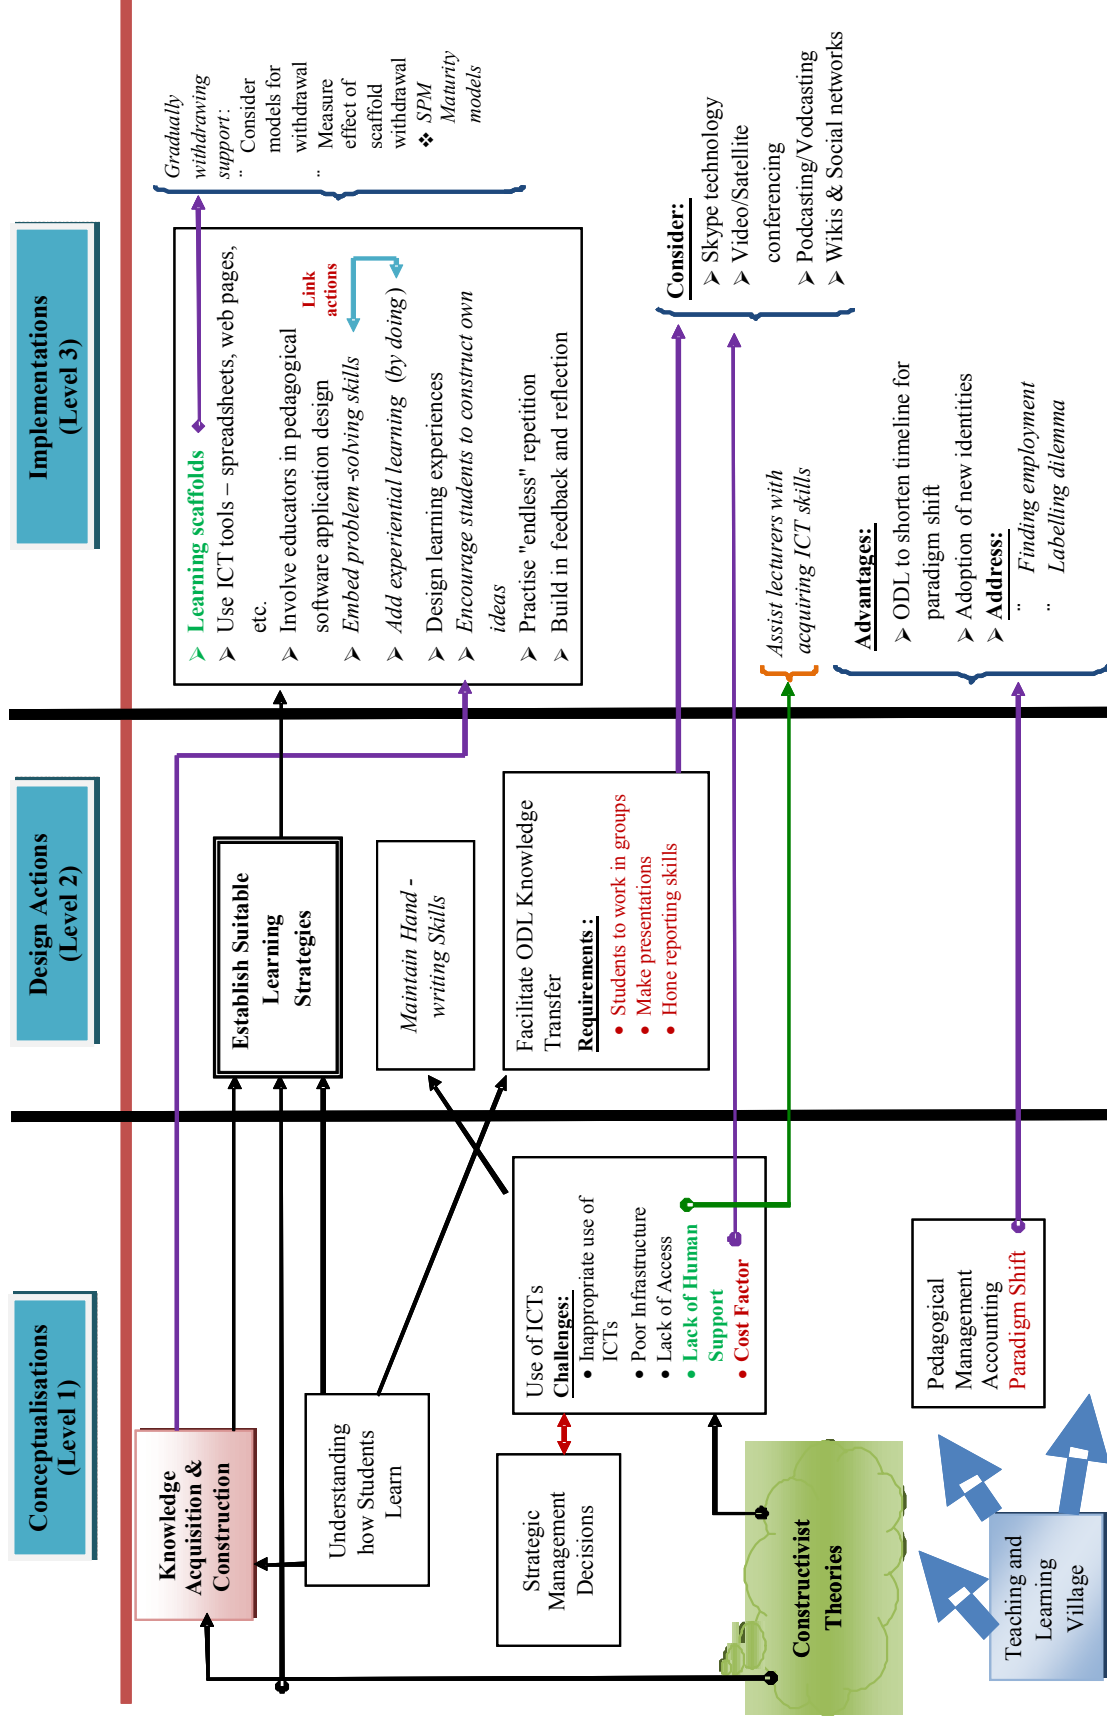 Conceptualisations
(Level 1)
Design Actions
(Level 2)
Implementations
(Level 3)
Knowledge
Acquisition &
Construction
Understanding
how Students
Learn
Strategic
Management
Decisions
Constructivist
Theories
Teaching and
Learning
Village
Use of ICTs
Challenges:
• Inappropriate use of
ICTs
• Poor Infrastructure
• Lack of Access
• Lack of Human
Support
• Cost Factor
Pedagogical
Management
Accounting
Paradigm Shift
Establish Suitable
Learning
Strategies
Maintain Hand -
writing Skills
Facilitate ODL Knowledge
Transfer
Requirements :
• Students to work in groups
• Make presentations
• Hone reporting skills
➢ Learning scaffolds
➢ Use ICT tools – spreadsheets, web pages,
etc.
➢ Involve educators in pedagogical
software application design
➢ Embed problem -solving skills
➢ Add experiential learning (by doing )
➢ Design learning experiences
➢ Encourage students to construct own
ideas
➢ Practise "endless" repetition
➢ Build in feedback and reflection
Link
actions
Gradually
withdrawing
support :
¨ Consider
models for
withdrawal
¨ Measure
effect of
scaffold
withdrawal
❖ SPM
Maturity
models
Consider:
➢ Skype technology
➢ Video/Satellite
conferencing
➢ Podcasting/Vodcasting
➢ Wikis & Social networks
Assist lecturers with
acquiring ICT skills
Advantages:
➢ ODL to shorten timeline for
paradigm shift
➢ Adoption of new identities
➢ Address:
¨ Finding employment
¨ Labelling dilemma